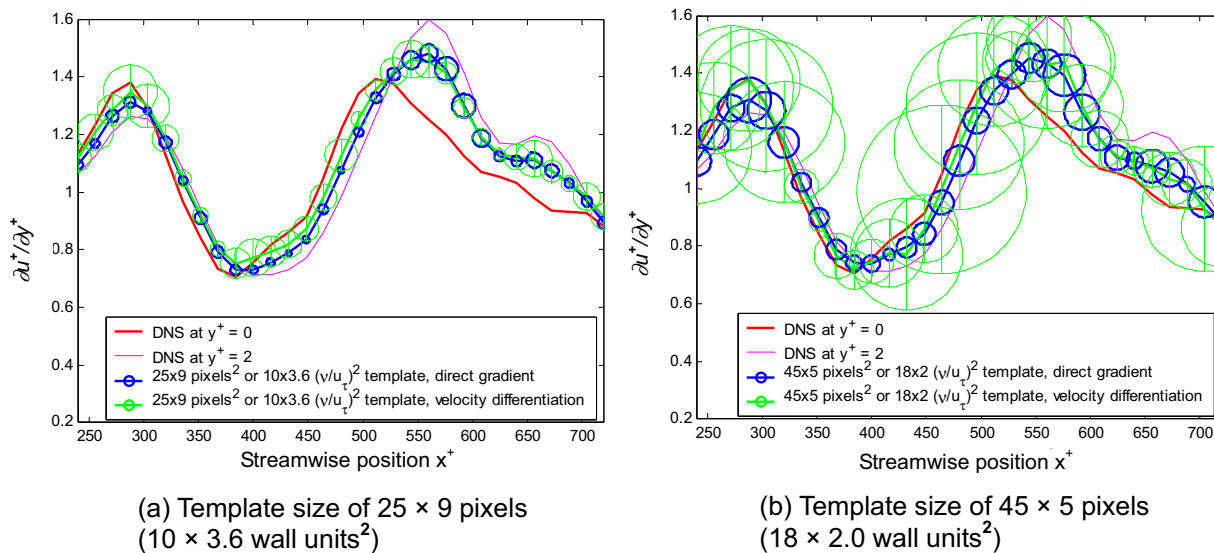 1.6
1.4
1.2
1
0.8
0.6
0.4
0.2
∂u⁺/∂y⁺
DNS at y⁺ = 0
DNS at y⁺ = 2
25x9 pixels² or 10x3.6 (ν/u_τ)² template, direct gradient
25x9 pixels² or 10x3.6 (ν/u_τ)² template, velocity differentiation
250 300 350 400 450 500 550 600 650 700
Streamwise position x⁺
(a) Template size of 25 × 9 pixels
(10 × 3.6 wall units²)
1.6
1.4
1.2
1
0.8
0.6
0.4
0.2
∂u⁺/∂y⁺
DNS at y⁺ = 0
DNS at y⁺ = 2
45x5 pixels² or 18x2 (ν/u_τ)² template, direct gradient
45x5 pixels² or 18x2 (ν/u_τ)² template, velocity differentiation
250 300 350 400 450 500 550 600 650 700
Streamwise position x⁺
(b) Template size of 45 × 5 pixels
(18 × 2.0 wall units²)